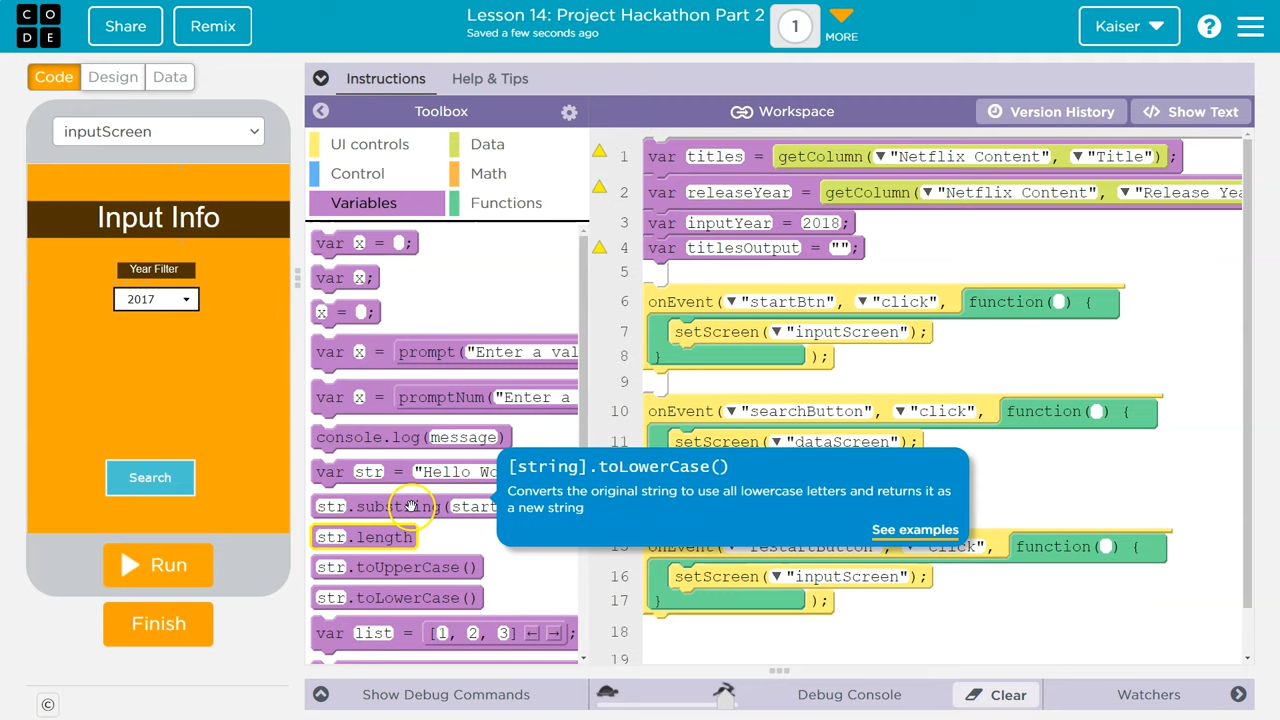 C O
D E
Share
Remix
Lesson 14: Project Hackathon Part 2
Saved a few seconds ago
1
MORE
Kaiser
?
Code
Design
Data
Instructions
Help & Tips
inputScreen
Toolbox
Workspace
Version History
</> Show Text
UI controls
Data
Control
Math
Variables
Functions
Input Info
Year Filter
2017
Search
Run
Finish
var x = ;
var x;
x = ;
var x = prompt("Enter a val
var x = promptNum("Enter a
console.log(message)
var str = "Hello Wo
str.substring(start
str.length
str.toUpperCase()
str.toLowerCase()
var list = [1, 2, 3] ;
[string].toLowerCase()
Converts the original string to use all lowercase letters and returns it as
a new string
See examples
1 var titles = getColumn("Netflix Content", "Title");
2 var releaseYear = getColumn("Netflix Content", "Release Yea
3 var inputYear = 2018;
4 var titlesOutput = "";
5
6 onEvent("startBtn", "click", function() {
7 setScreen("inputScreen");
8 });
9
10 onEvent("searchButton", "click", function() {
11 setScreen("dataScreen");
onEvent("restartButton", "click", function() {
16 setScreen("inputScreen");
17 });
18
19
©
Show Debug Commands
Debug Console
Clear
Watchers